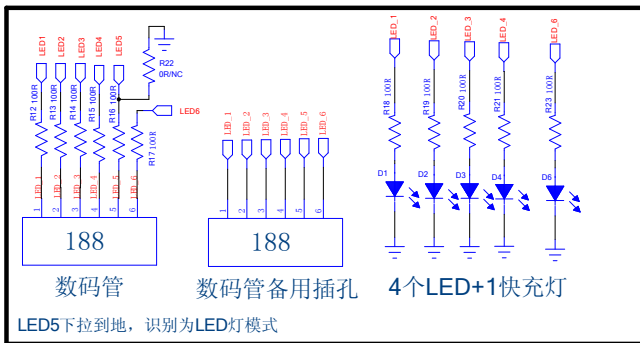 LED1 LED2 LED3 LED4 LED5
R22
0R/NC
LED6
R12 100R
R13 100R
R14 100R
R15 100R
R16 100R
R17 100R
LED_1 LED_2 LED_3 LED_4 LED_5 LED_6
1 2 3 4 5 6
188
数码管
LED_1 LED_2 LED_3 LED_4 LED_5 LED_6
1 2 3 4 5 6
188
数码管备用插孔
LED_1 LED_2 LED_3 LED_4 LED_6
R18 100R
R19 100R
R20 100R
R21 100R
R23 100R
D1 D2 D3 D4 D6
4个LED+1快充灯
LED5下拉到地，识别为LED灯模式